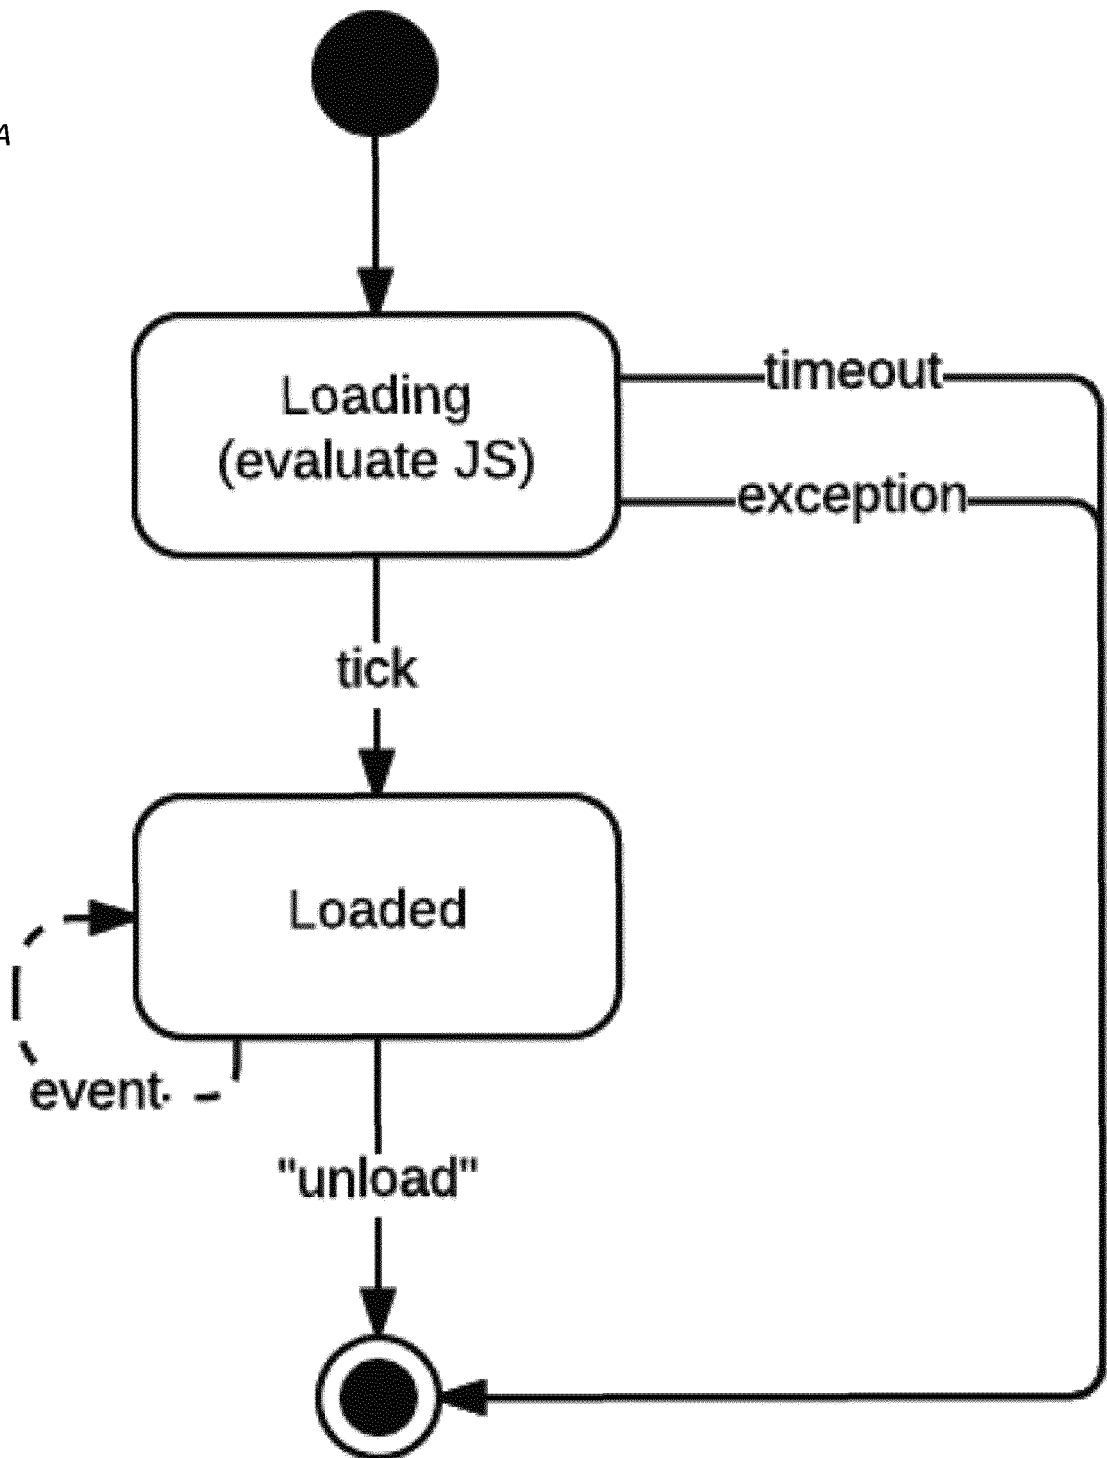 A
Loading
(evaluate JS)
timeout
exception
tick
Loaded
event
"unload"